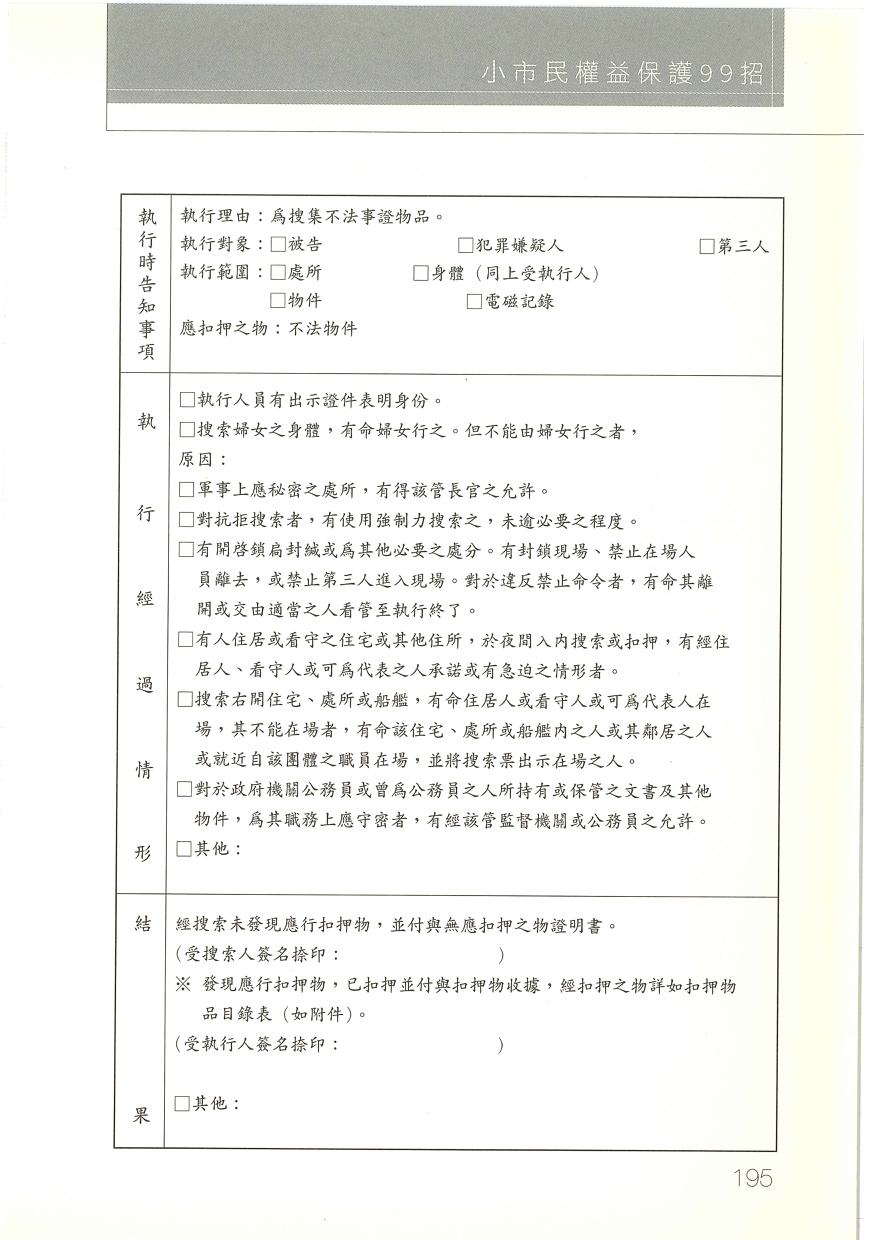 小市民權益保護99招
執行時告知事項
執行理由：為搜集不法事證物品。
執行對象：□被告 □犯罪嫌疑人 □第三人
執行範圍：□處所 □身體（同上受執行人）
□物件 □電磁記錄
應扣押之物：不法物件
執行經過情形
□執行人員有出示證件表明身份。
□搜索婦女之身體，有命婦女行之。但不能由婦女行之者，
原因：
□軍事上應秘密之處所，有得該管長官之允許。
□對抗拒搜索者，有使用強制力搜索之，未逾必要之程度。
□有開啓鎖扃封緘或為其他必要之處分。有封鎖現場、禁止在場人
員離去，或禁止第三人進入現場。對於違反禁止命令者，有命其離
開或交由適當之人看管至執行終了。
□有人住居或看守之住宅或其他住所，於夜間入內搜索或扣押，有經住
居人、看守人或可為代表之人承諾或有急迫之情形者。
□搜索右開住宅、處所或船艦，有命住居人或看守人或可為代表人在
場，其不能在場者，有命該住宅、處所或船艦內之人或其鄰居之人
或就近自該團體之職員在場，並將搜索票出示在場之人。
□對於政府機關公務員或曾為公務員之人所持有或保管之文書及其他
物件，為其職務上應守密者，有經該管監督機關或公務員之允許。
□其他：
結果
經搜索未發現應行扣押物，並付與無應扣押之物證明書。
（受搜索人簽名捺印： ）
※ 發現應行扣押物，已扣押並付與扣押物收據，經扣押之物詳如扣押物
品目錄表（如附件）。
（受執行人簽名捺印： ）
□其他：
195